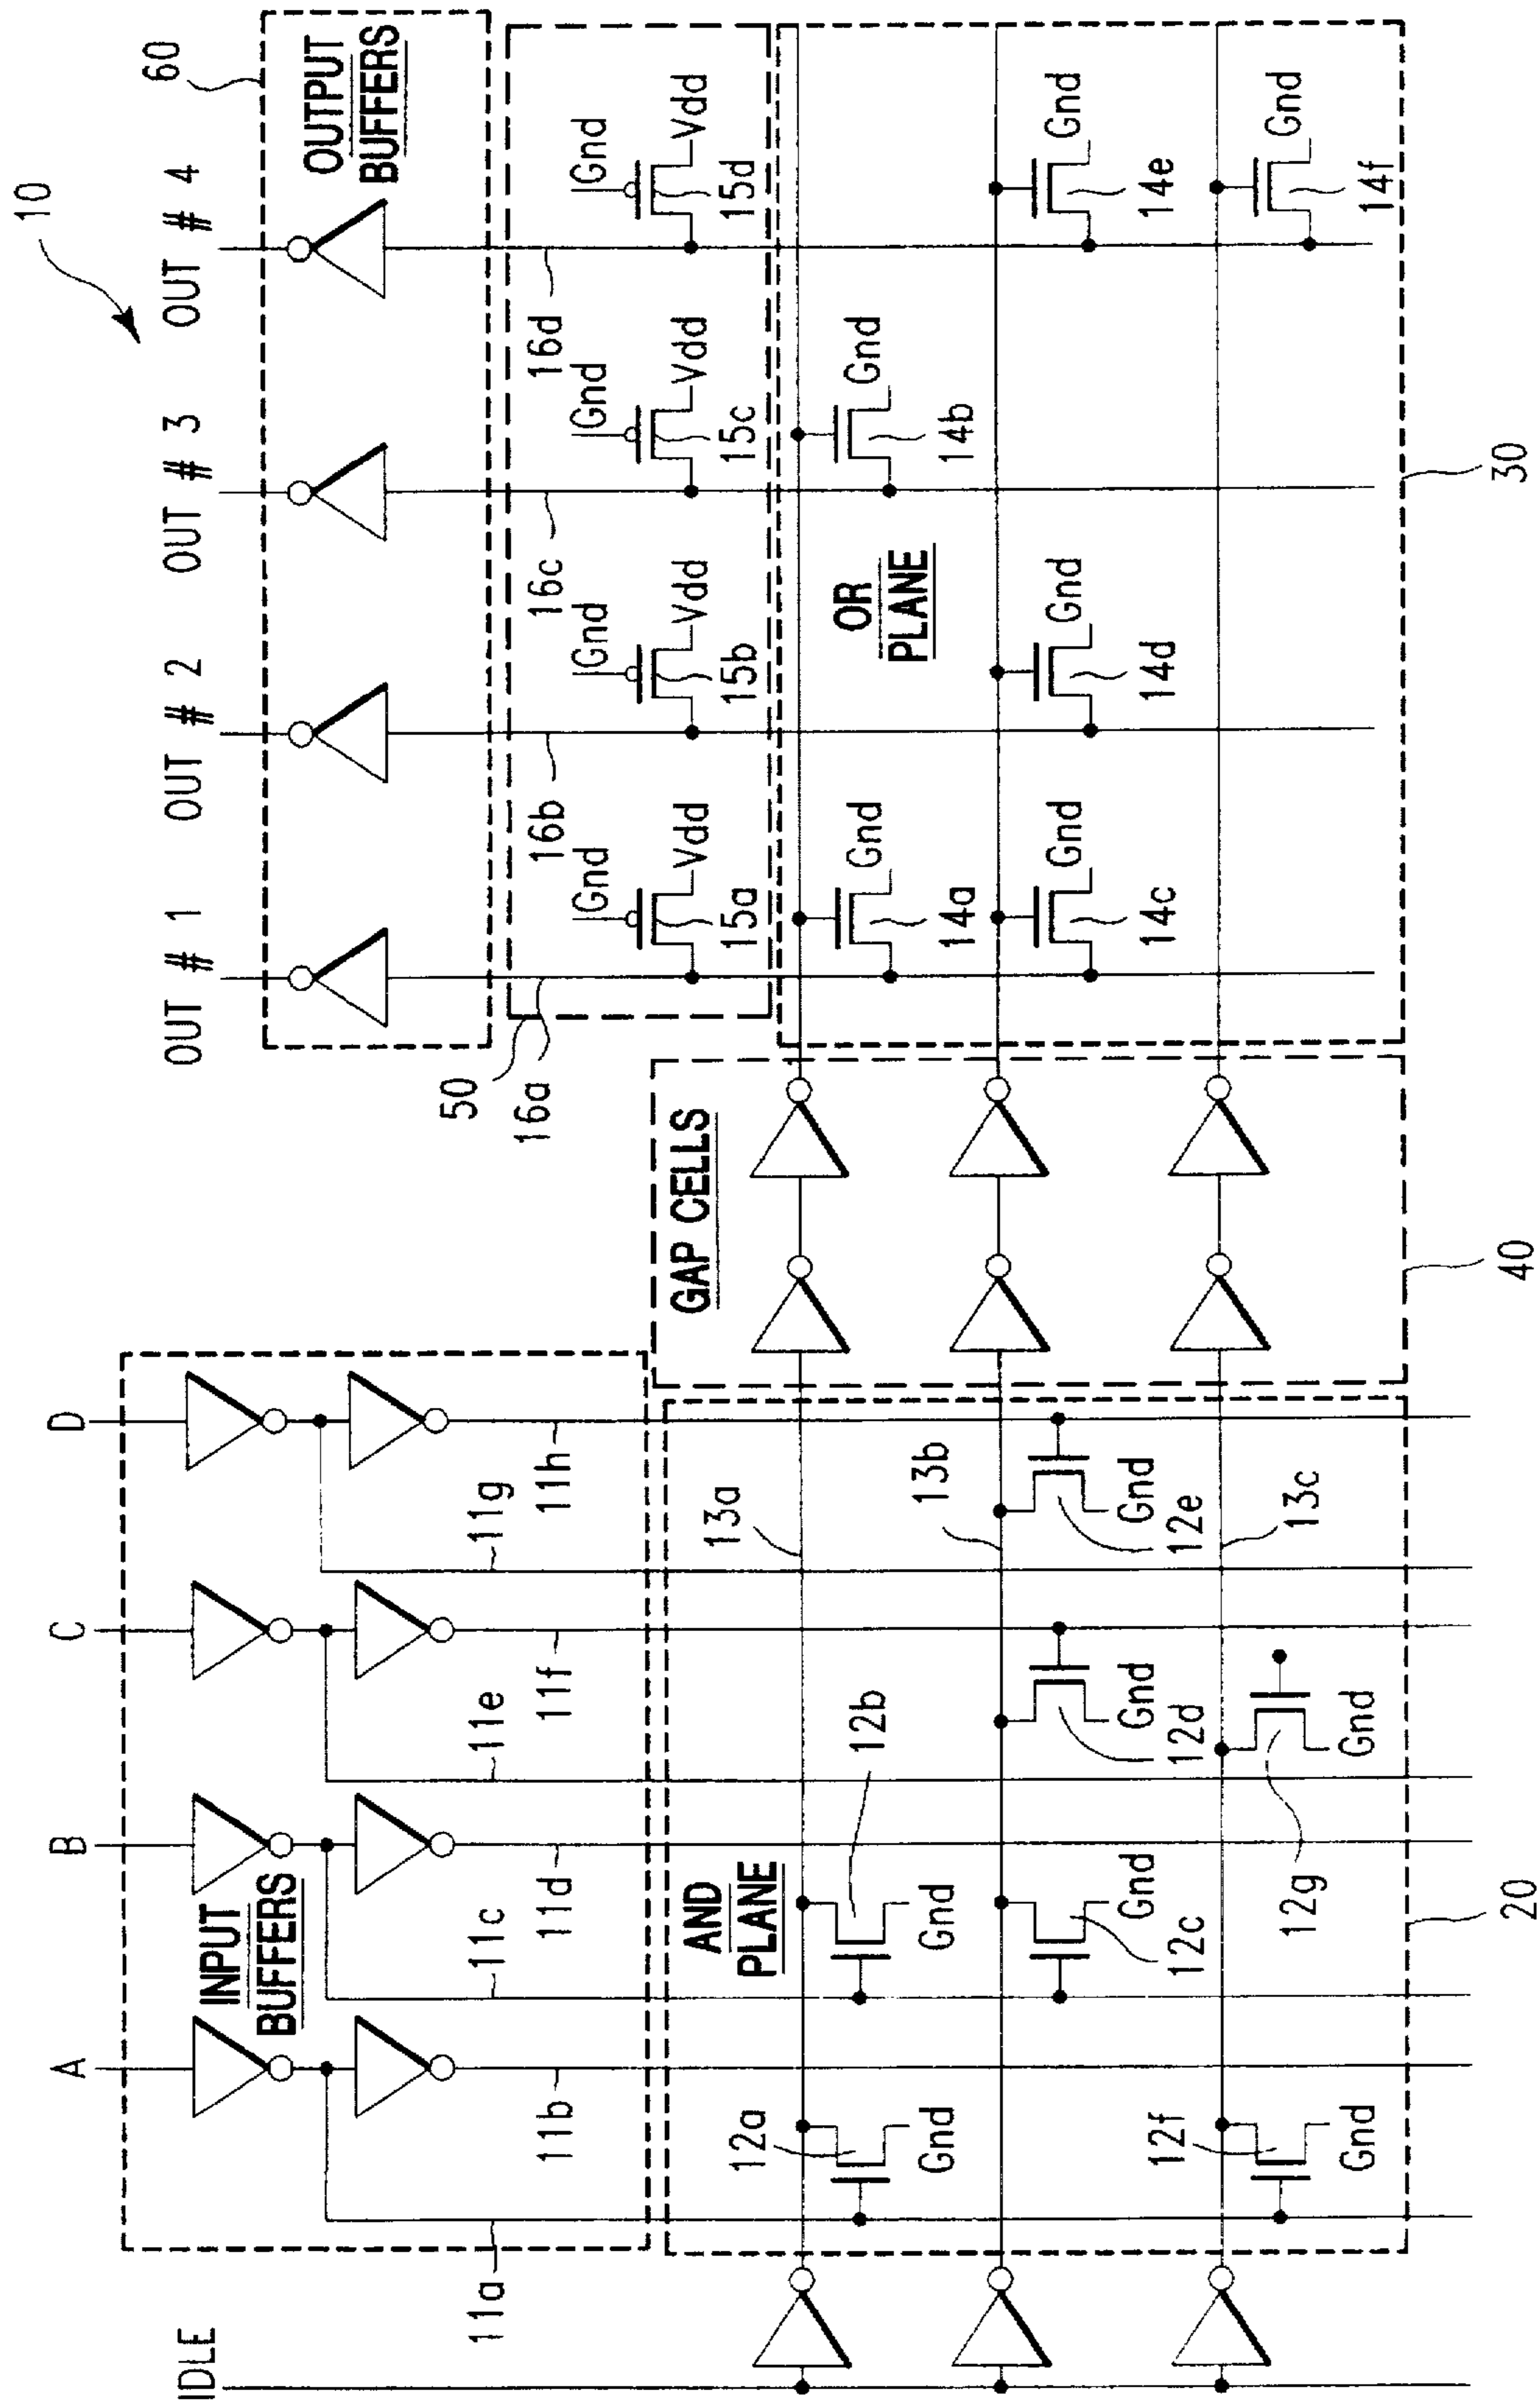 10
OUT # 1
OUT # 2
OUT # 3
OUT # 4
60
OUTPUT
BUFFERS
50
16a
16b
16c
16d
Gnd
Gnd
Gnd
Gnd
Vdd
Vdd
Vdd
Vdd
15a
15b
15c
15d
A
B
C
D
INPUT
BUFFERS
11a
11b
11c
11d
11e
11f
11g
11h
IDLE
AND
PLANE
13a
13b
13c
12a
Gnd
12b
Gnd
12c
Gnd
12d
Gnd
12e
Gnd
12f
Gnd
12g
Gnd
20
GAP CELLS
40
OR
PLANE
14a
Gnd
14b
Gnd
14c
Gnd
14d
Gnd
14e
Gnd
14f
Gnd
30